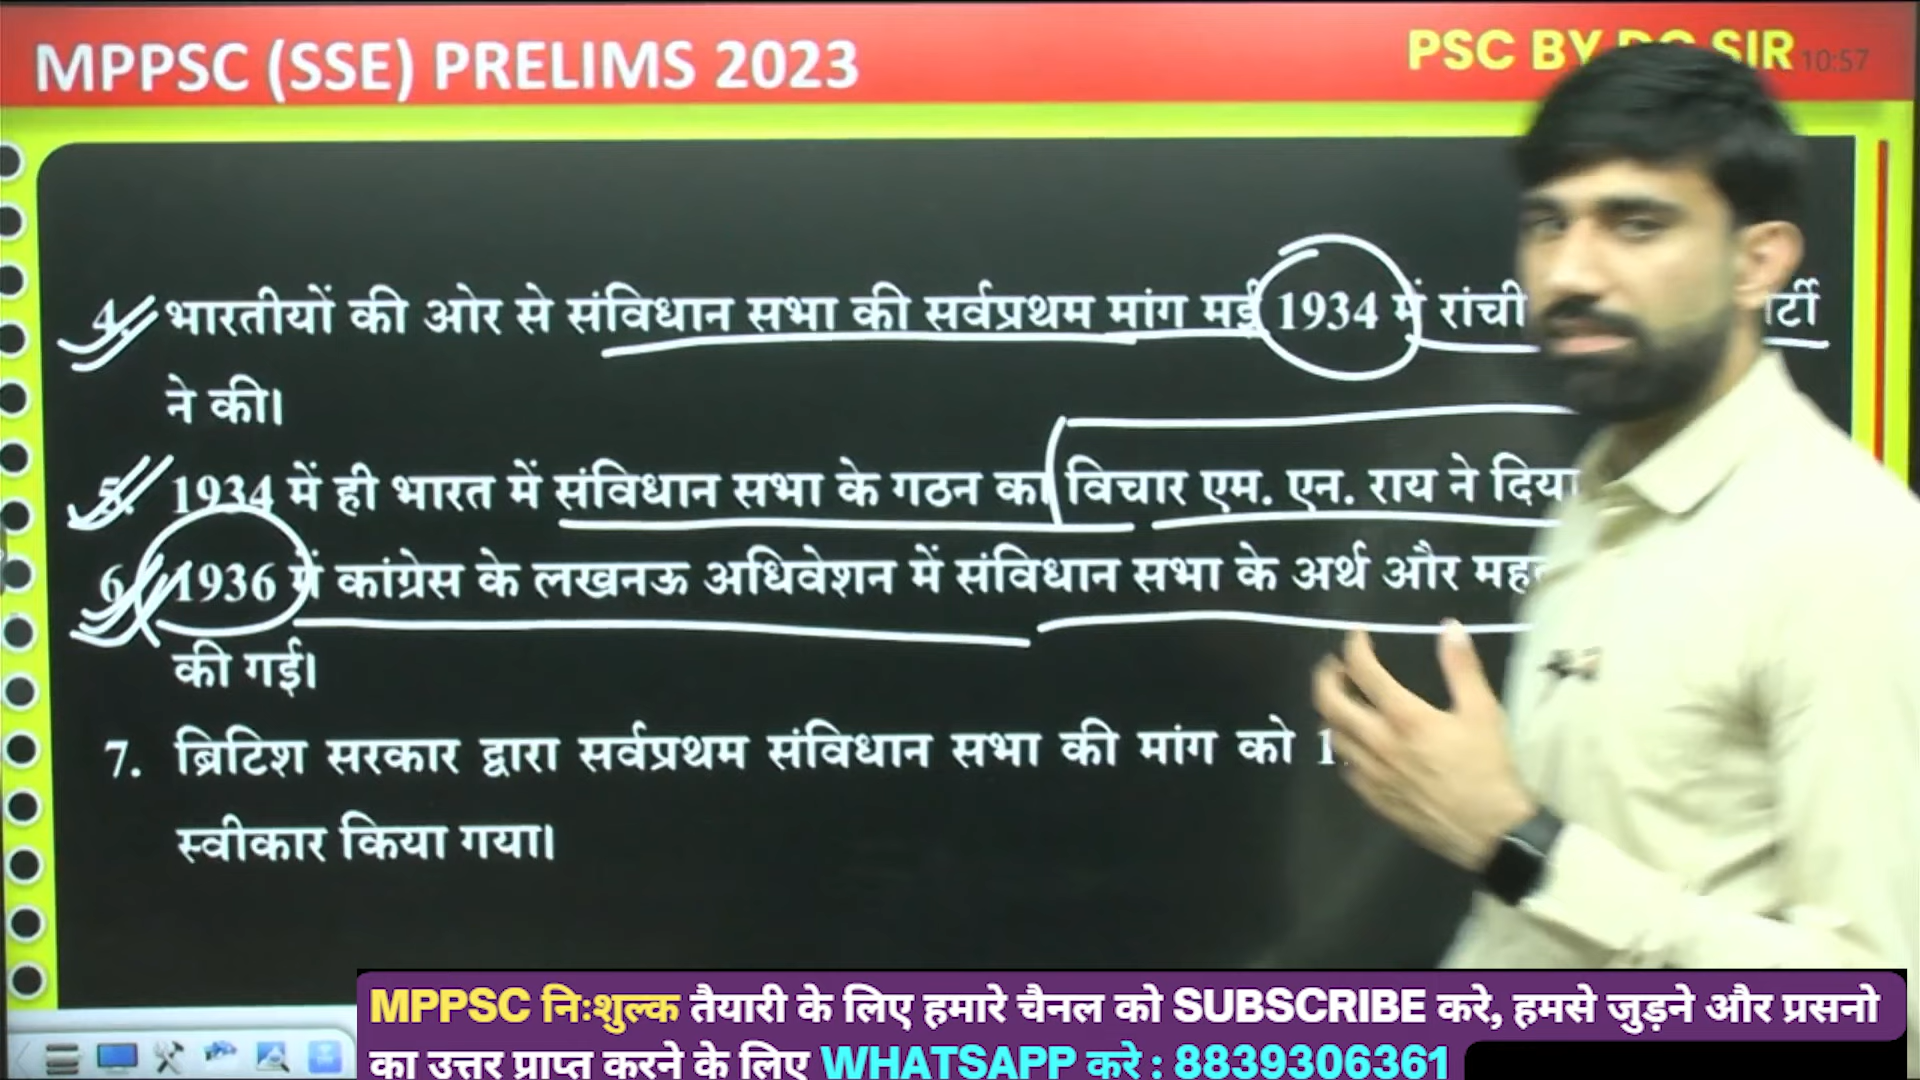 MPPSC (SSE) PRELIMS 2023
PSC BY SIR
10:57
4. भारतीयों की ओर से संविधान सभा की सर्वप्रथम मांग मई 1934 में रांची
ने की।
5. 1934 में ही भारत में संविधान सभा के गठन का विचार एम. एन. राय ने दिया
6. 1936 में कांग्रेस के लखनऊ अधिवेशन में संविधान सभा के अर्थ और
की गई।
7. ब्रिटिश सरकार द्वारा सर्वप्रथम संविधान सभा की मांग को
स्वीकार किया गया।
MPPSC निःशुल्क तैयारी के लिए हमारे चैनल को SUBSCRIBE करे, हमसे जुड़ने और प्रसनो
का उत्तर प्राप्त करने के लिए WHATSAPP करे : 8839306361